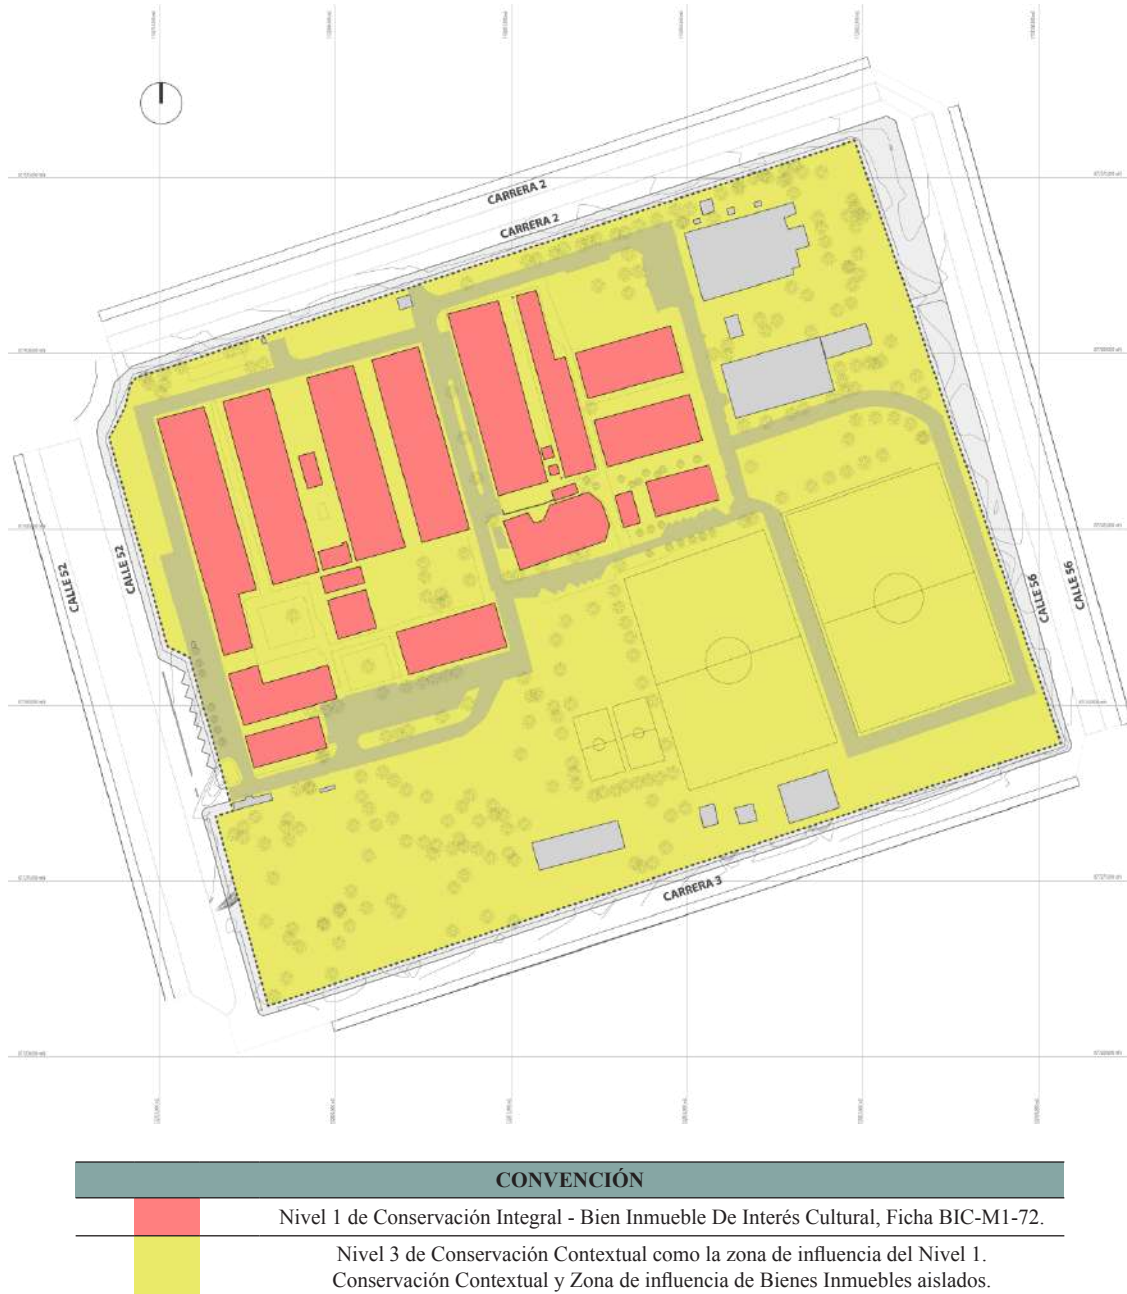 CARRERA 2
CARRERA 2
CALLE 52
CALLE 52
CALLE 56
CALLE 56
CARRERA 3
CONVENCIÓN
Nivel 1 de Conservación Integral - Bien Inmueble De Interés Cultural, Ficha BIC-M1-72.
Nivel 3 de Conservación Contextual como la zona de influencia del Nivel 1.
Conservación Contextual y Zona de influencia de Bienes Inmuebles aislados.